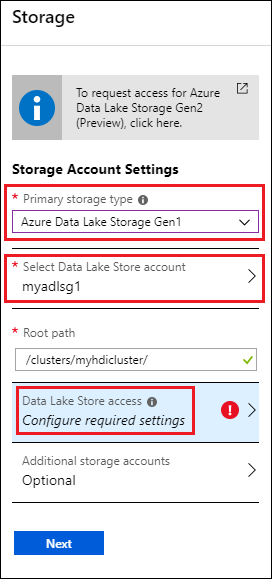 Storage
To request access for Azure
Data Lake Storage Gen2
(Preview), click here.
Storage Account Settings
* Primary storage type
Azure Data Lake Storage Gen1
* Select Data Lake Store account
myadlsg1
* Root path
/clusters/myhdicluster/
Data Lake Store access
Configure required settings
Additional storage accounts
Optional
Next